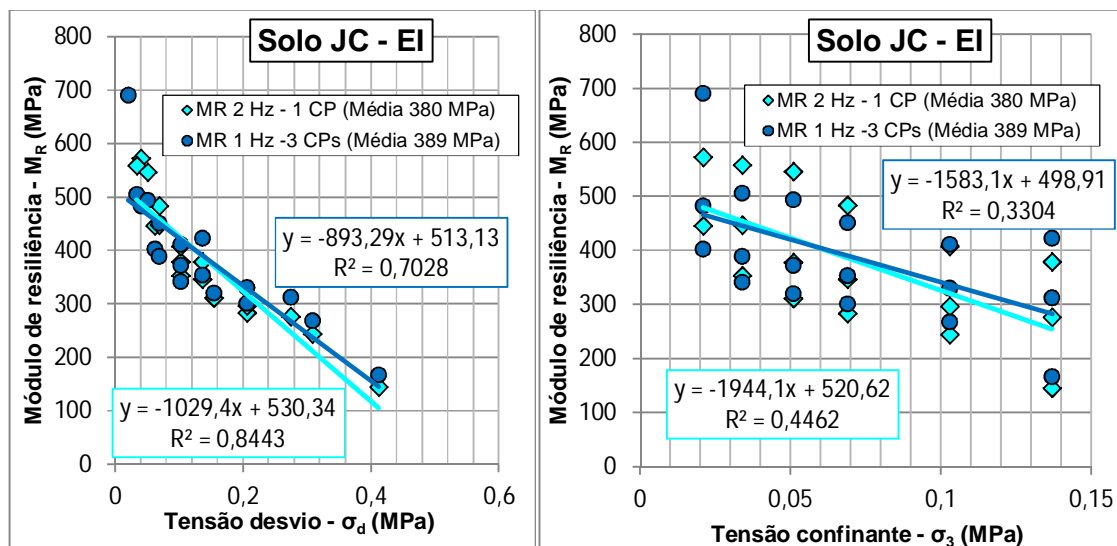 Solo JC - EI
Módulo de resiliência - MR (MPa)
800
700
600
500
400
300
200
100
0
MR 2 Hz - 1 CP (Média 380 MPa)
MR 1 Hz -3 CPs (Média 389 MPa)
y = -893,29x + 513,13
R² = 0,7028
y = -1029,4x + 530,34
R² = 0,8443
0 0,2 0,4 0,6
Tensão desvio - σd (MPa)
Solo JC - EI
Módulo de resiliência - MR (MPa)
800
700
600
500
400
300
200
100
0
MR 2 Hz - 1 CP (Média 380 MPa)
MR 1 Hz -3 CPs (Média 389 MPa)
y = -1583,1x + 498,91
R² = 0,3304
y = -1944,1x + 520,62
R² = 0,4462
0 0,05 0,1 0,15
Tensão confinante - σ3 (MPa)